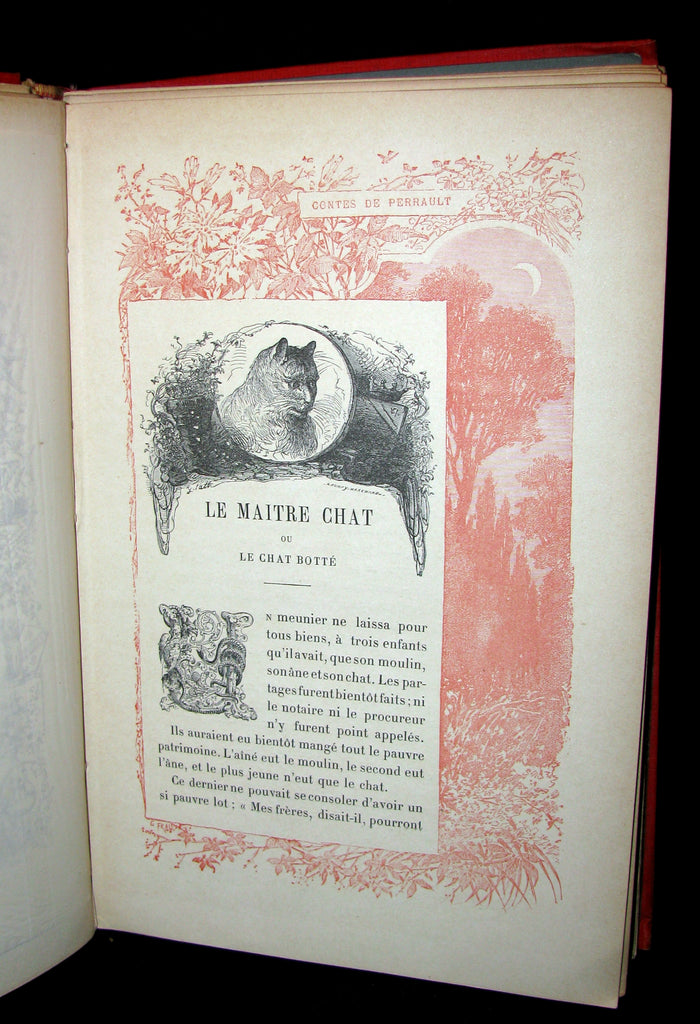 CONTES DE PERRAULT
LE MAITRE CHAT
OU
LE CHAT BOTTÉ
UN meunier ne laissa pour
tous biens, à trois enfants
qu'il avait, que son moulin,
son âne et son chat. Les par-
tages furent bientôt faits; ni
le notaire ni le procureur
n'y furent point appelés.
Ils auraient eu bientôt mangé tout le pauvre
patrimoine. L'aîné eut le moulin, le second eut
l'âne, et le plus jeune n'eut que le chat.
Ce dernier ne pouvait se consoler d'avoir un
si pauvre lot : « Mes frères, disait-il, pourront